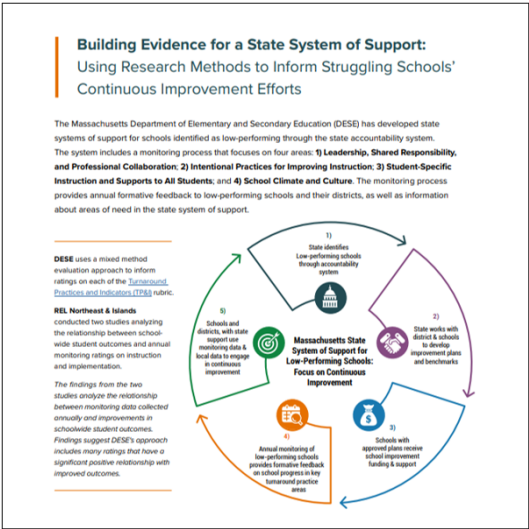 Building Evidence for a State System of Support:
Using Research Methods to Inform Struggling Schools'
Continuous Improvement Efforts
The Massachusetts Department of Elementary and Secondary Education (DESE) has developed state
systems of support for schools identified as low-performing through the state accountability system.
The system includes a monitoring process that focuses on four areas: 1) Leadership, Shared Responsibility,
and Professional Collaboration; 2) Intentional Practices for Improving Instruction; 3) Student-Specific
Instruction and Supports to All Students; and 4) School Climate and Culture. The monitoring process
provides annual formative feedback to low-performing schools and their districts, as well as information
about areas of need in the state system of support.
DESE uses a mixed method
evaluation approach to inform
ratings on each of the Turnaround
Practices and Indicators (TP&I) rubric.
REL Northeast & Islands
conducted two studies analyzing
the relationship between school-
wide student outcomes and annual
monitoring ratings on instruction
and implementation.
The findings from the two
studies analyze the relationship
between monitoring data collected
annually and improvements in
schoolwide student outcomes.
Findings suggest DESE's approach
includes many ratings that have a
significant positive relationship with
improved outcomes.
1)
State identifies
Low-performing schools
through accountability
system
2)
State works with
district & schools
to develop
improvement plans
and benchmarks
3)
Schools with
approved plans receive
school improvement
funding & support
4)
Annual monitoring of
low-performing schools
provides formative feedback
on school progress in key
turnaround practice
areas
5)
Schools and
districts, with state
support use
monitoring data &
local data to engage
in continuous
improvement
Massachusetts State
System of Support for
Low-Performing Schools:
Focus on Continuous
Improvement
$